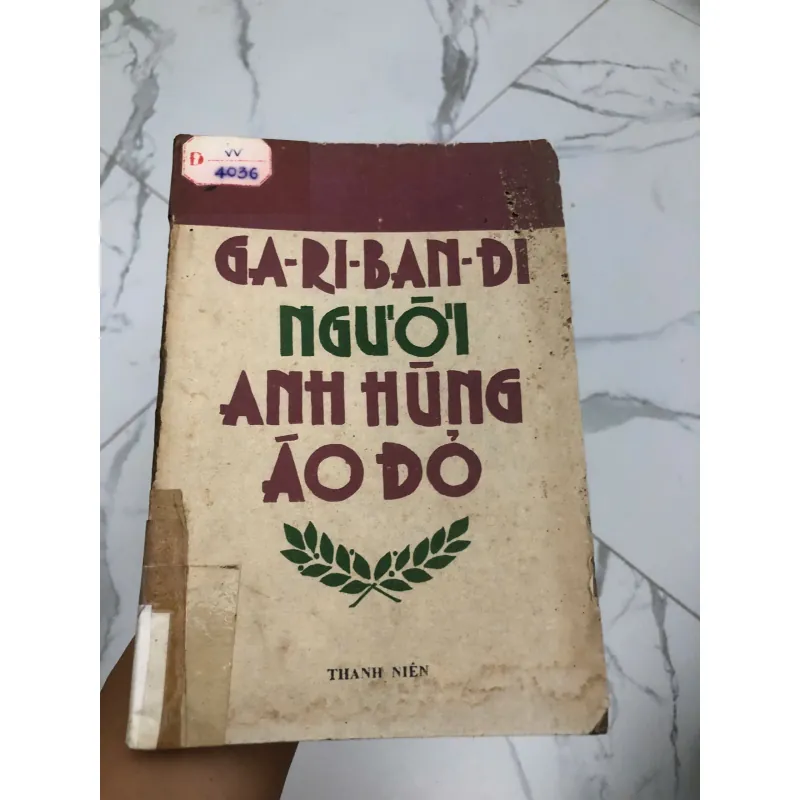 Đ VV
4036
GA-RI-BAN-ĐI
NGƯỜI
ANH HÙNG
ÁO ĐỎ
THANH NIÊN